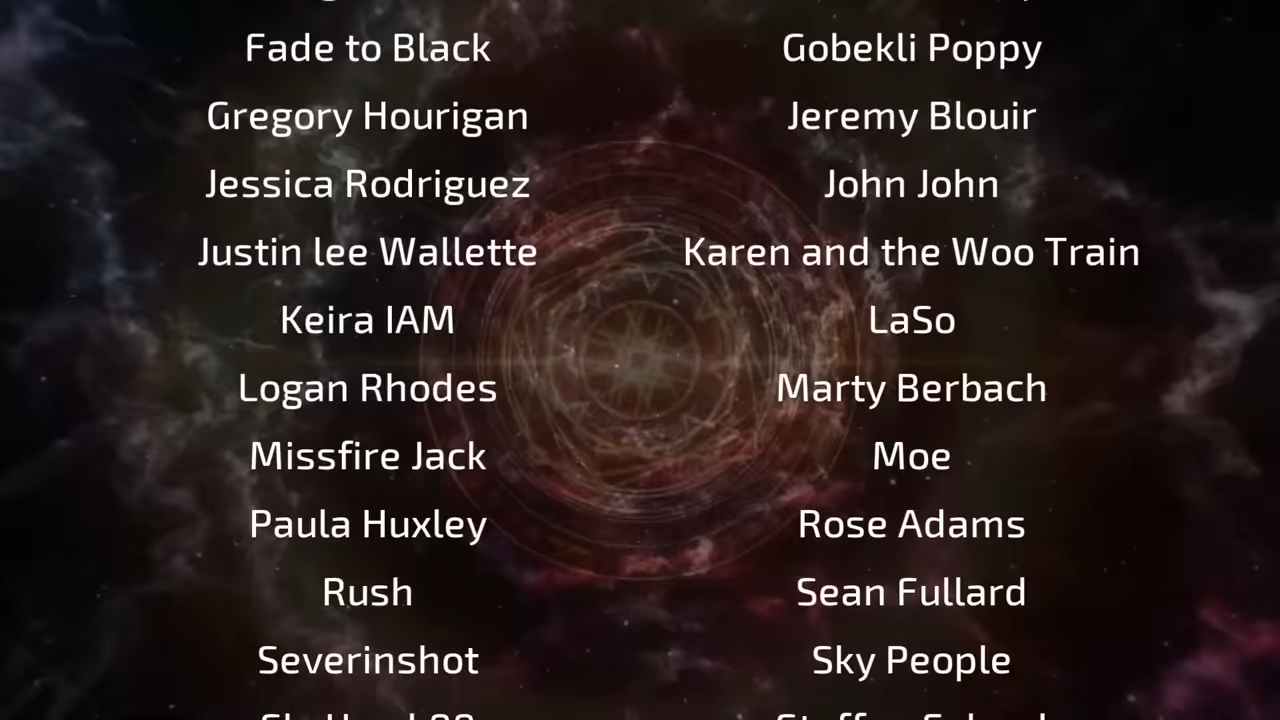 Fade to Black
Gobekli Poppy
Gregory Hourigan
Jeremy Blouir
Jessica Rodriguez
John John
Justin lee Wallette
Karen and the Woo Train
Keira IAM
LaSo
Logan Rhodes
Marty Berbach
Missfire Jack
Moe
Paula Huxley
Rose Adams
Rush
Sean Fullard
Severinshot
Sky People